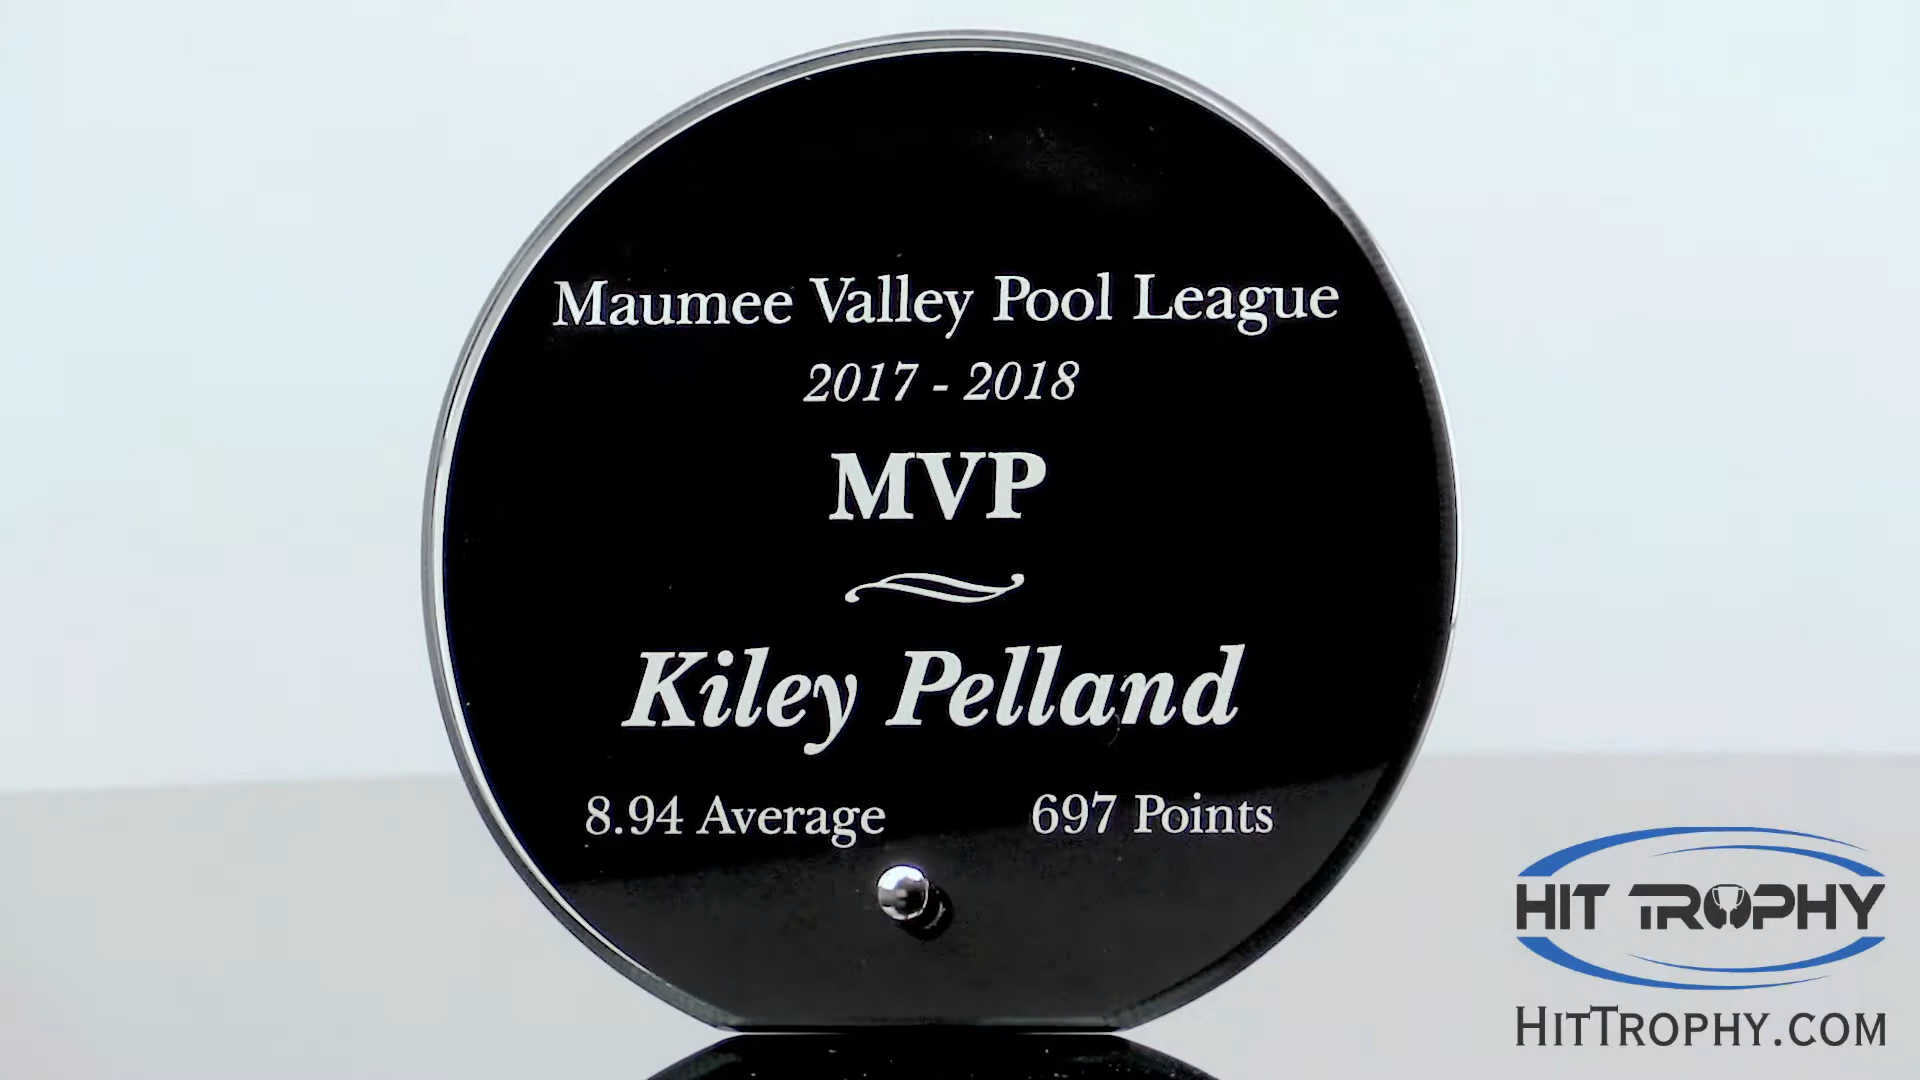 Maumee Valley Pool League
2017 - 2018
MVP
Kiley Pelland
8.94 Average 697 Points
HIT TROPHY
HITTROPHY.COM